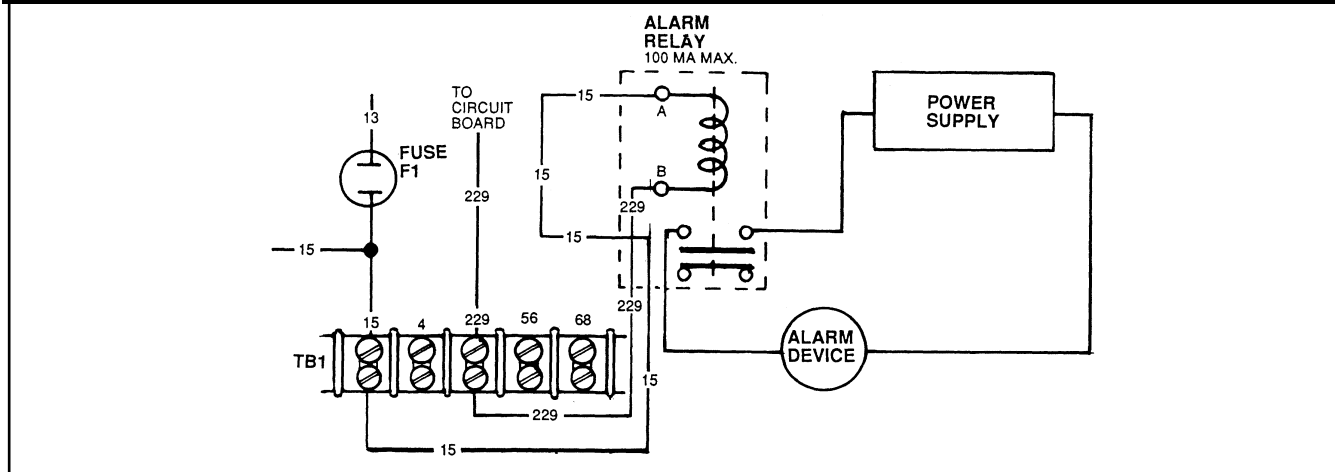 ALARM
RELAY
100 MA MAX.
TO
CIRCUIT
BOARD
13
FUSE
F1
15
A
POWER
SUPPLY
15
229
B
229
15
15
229
15
4
229
56
68
TB1
ALARM
DEVICE
15
229
15